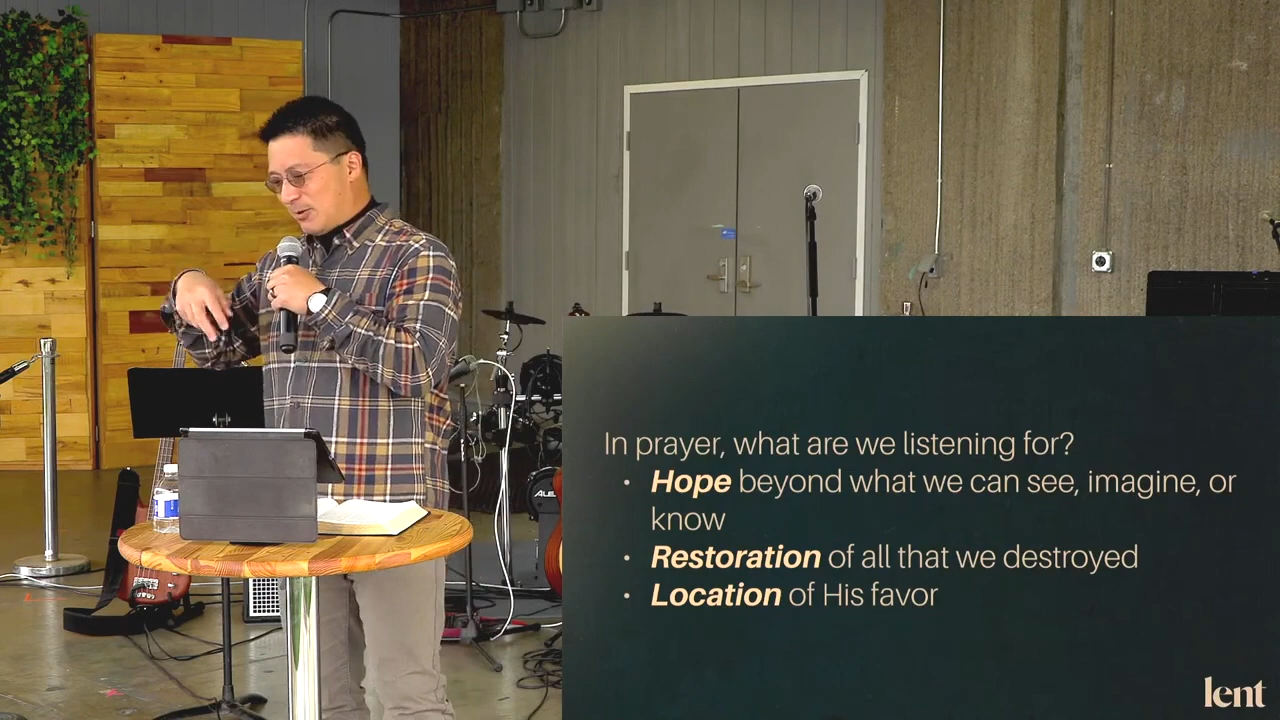 In prayer, what are we listening for?
• Hope beyond what we can see, imagine, or
know
• Restoration of all that we destroyed
• Location of His favor
lent